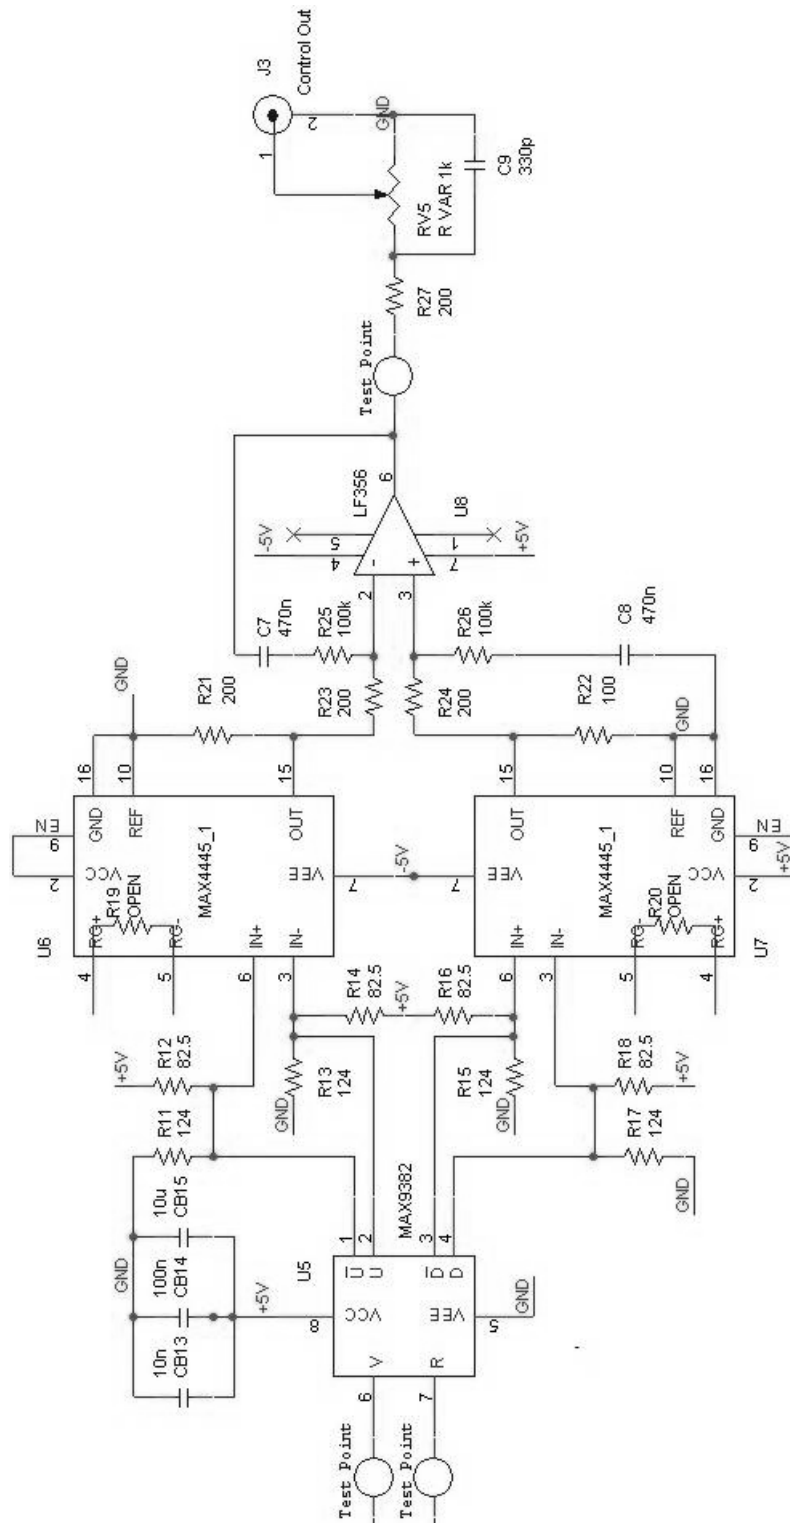 J3
Control Out
1
2
GND
RV5
R VAR 1k
C9
330p
R27
200
Test Point
6
LF356
U8
-5V
4
5
1
7
+5V
-
+
2
3
C7
470n
R25
100k
R26
100k
C8
470n
R21
200
GND
R23
200
R24
200
R22
100
GND
16
10
15
GND
REF
OUT
EN
9
2
VCC
MAX4445_1
VEE
7
R19
OPEN
RG+
RG-
IN+
IN-
U6
4
5
6
3
-5V
15
10
16
OUT
REF
GND
7
VEE
MAX4445_1
EN
9
VCC
2
+5V
R20
OPEN
IN+
IN-
RG-
RG+
U7
6
3
5
4
R14
82.5
+5V
R16
82.5
+5V
R12
82.5
R11
124
GND
R13
124
R15
124
GND
R18
82.5
+5V
R17
124
GND
10u
CB15
100n
CB14
10n
CB13
GND
+5V
U5
MAX9382
1
2
3
4
U
U
D
D
VCC
8
VEE
5
GND
V
R
6
7
Test Point
Test Point